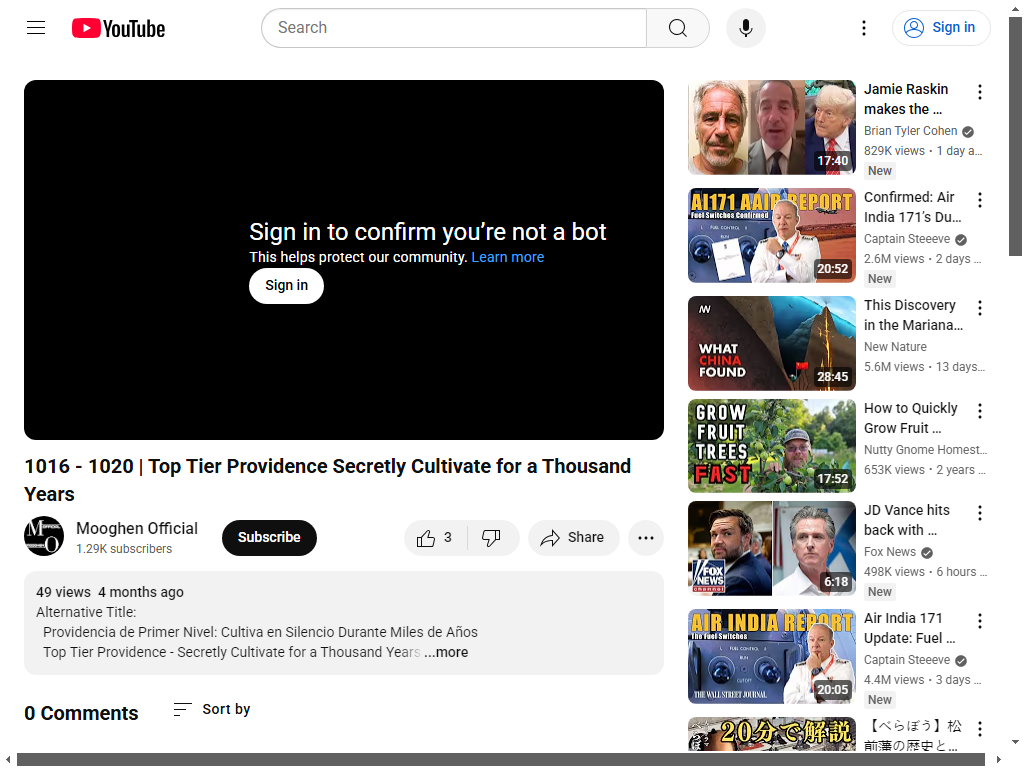 YouTube
Search
Sign in
Sign in to confirm you're not a bot
This helps protect our community. Learn more
Sign in
1016 - 1020 | Top Tier Providence Secretly Cultivate for a Thousand
Years
Mooghen Official
1.29K subscribers
Subscribe
3
Share
49 views 4 months ago
Alternative Title:
Providencia de Primer Nivel: Cultiva en Silencio Durante Miles de Años
Top Tier Providence - Secretly Cultivate for a Thousand Years ...more
0 Comments
Sort by
17:40
Jamie Raskin
makes the ...
Brian Tyler Cohen
829K views • 1 day a...
New
AI171 AAIB REPORT
Fuel Switches Confirmed
20:52
Confirmed: Air
India 171's Du...
Captain Steeeve
2.6M views • 2 days ...
New
WHAT
CHINA
FOUND
28:45
This Discovery
in the Mariana...
New Nature
5.6M views • 13 days...
GROW
FRUIT
TREES
FAST
17:52
How to Quickly
Grow Fruit ...
Nutty Gnome Homest...
653K views • 2 years ...
FOX
NEWS
channel
6:18
JD Vance hits
back with ...
Fox News
498K views • 6 hours ...
New
AIR INDIA REPORT
The Fuel Switches
L FUEL CONTROL R
RUN
CUTOFF
THE WALL STREET JOURNAL
20:05
Air India 171
Update: Fuel ...
Captain Steeeve
4.4M views • 3 days ...
New
20分で解説
【べらぼう】松
前藩の歴史と...